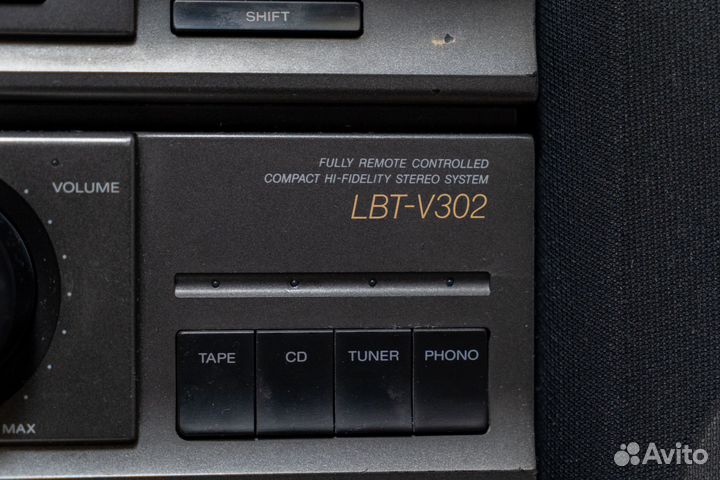 SHIFT
FULLY REMOTE CONTROLLED
COMPACT HI-FIDELITY STEREO SYSTEM
LBT-V302
VOLUME
TAPE
CD
TUNER
PHONO
MAX
Avito